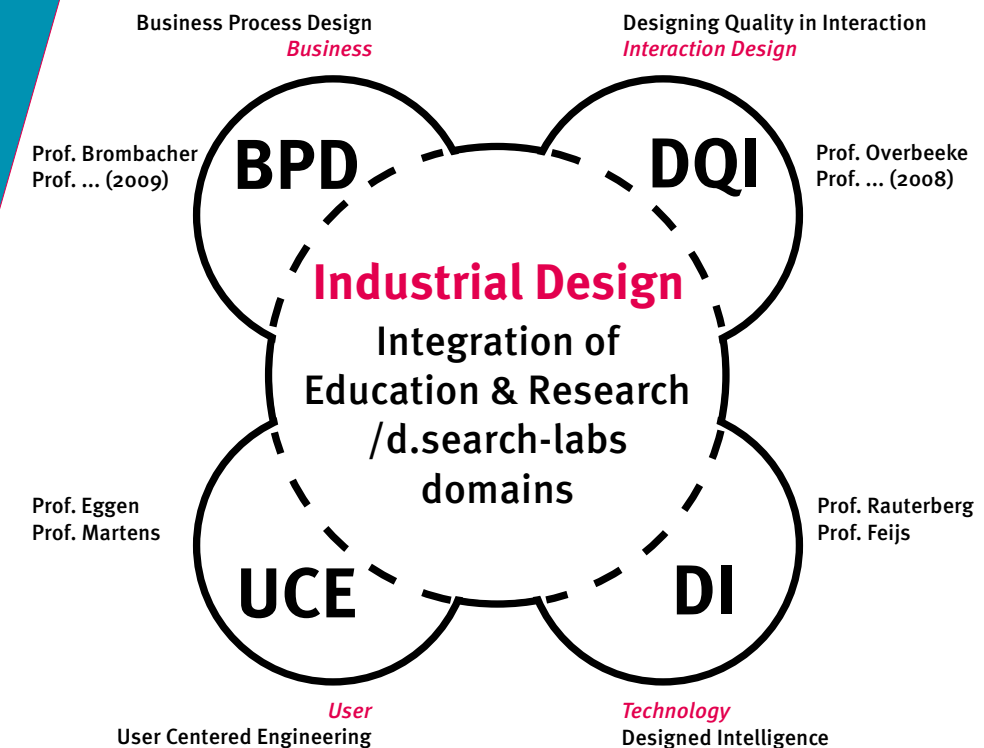 Business Process Design
Business
Designing Quality in Interaction
Interaction Design
Prof. Brombacher
Prof. ... (2009)
BPD
DQI
Prof. Overbeeke
Prof. ... (2008)
Industrial Design
Integration of
Education & Research
/d.search-labs
domains
Prof. Eggen
Prof. Martens
UCE
DI
Prof. Rauterberg
Prof. Feijs
User
User Centered Engineering
Technology
Designed Intelligence